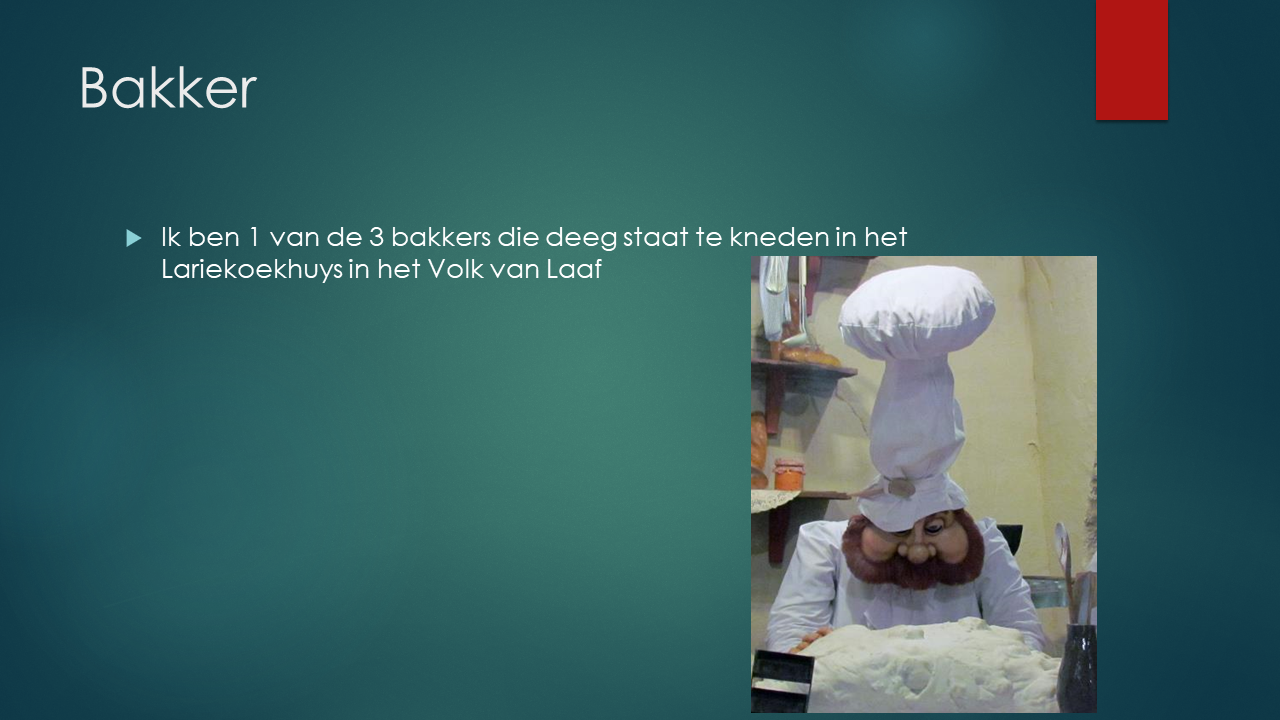 Bakker
Ik ben 1 van de 3 bakkers die deeg staat te kneden in het
Lariekoekhuys in het Volk van Laaf